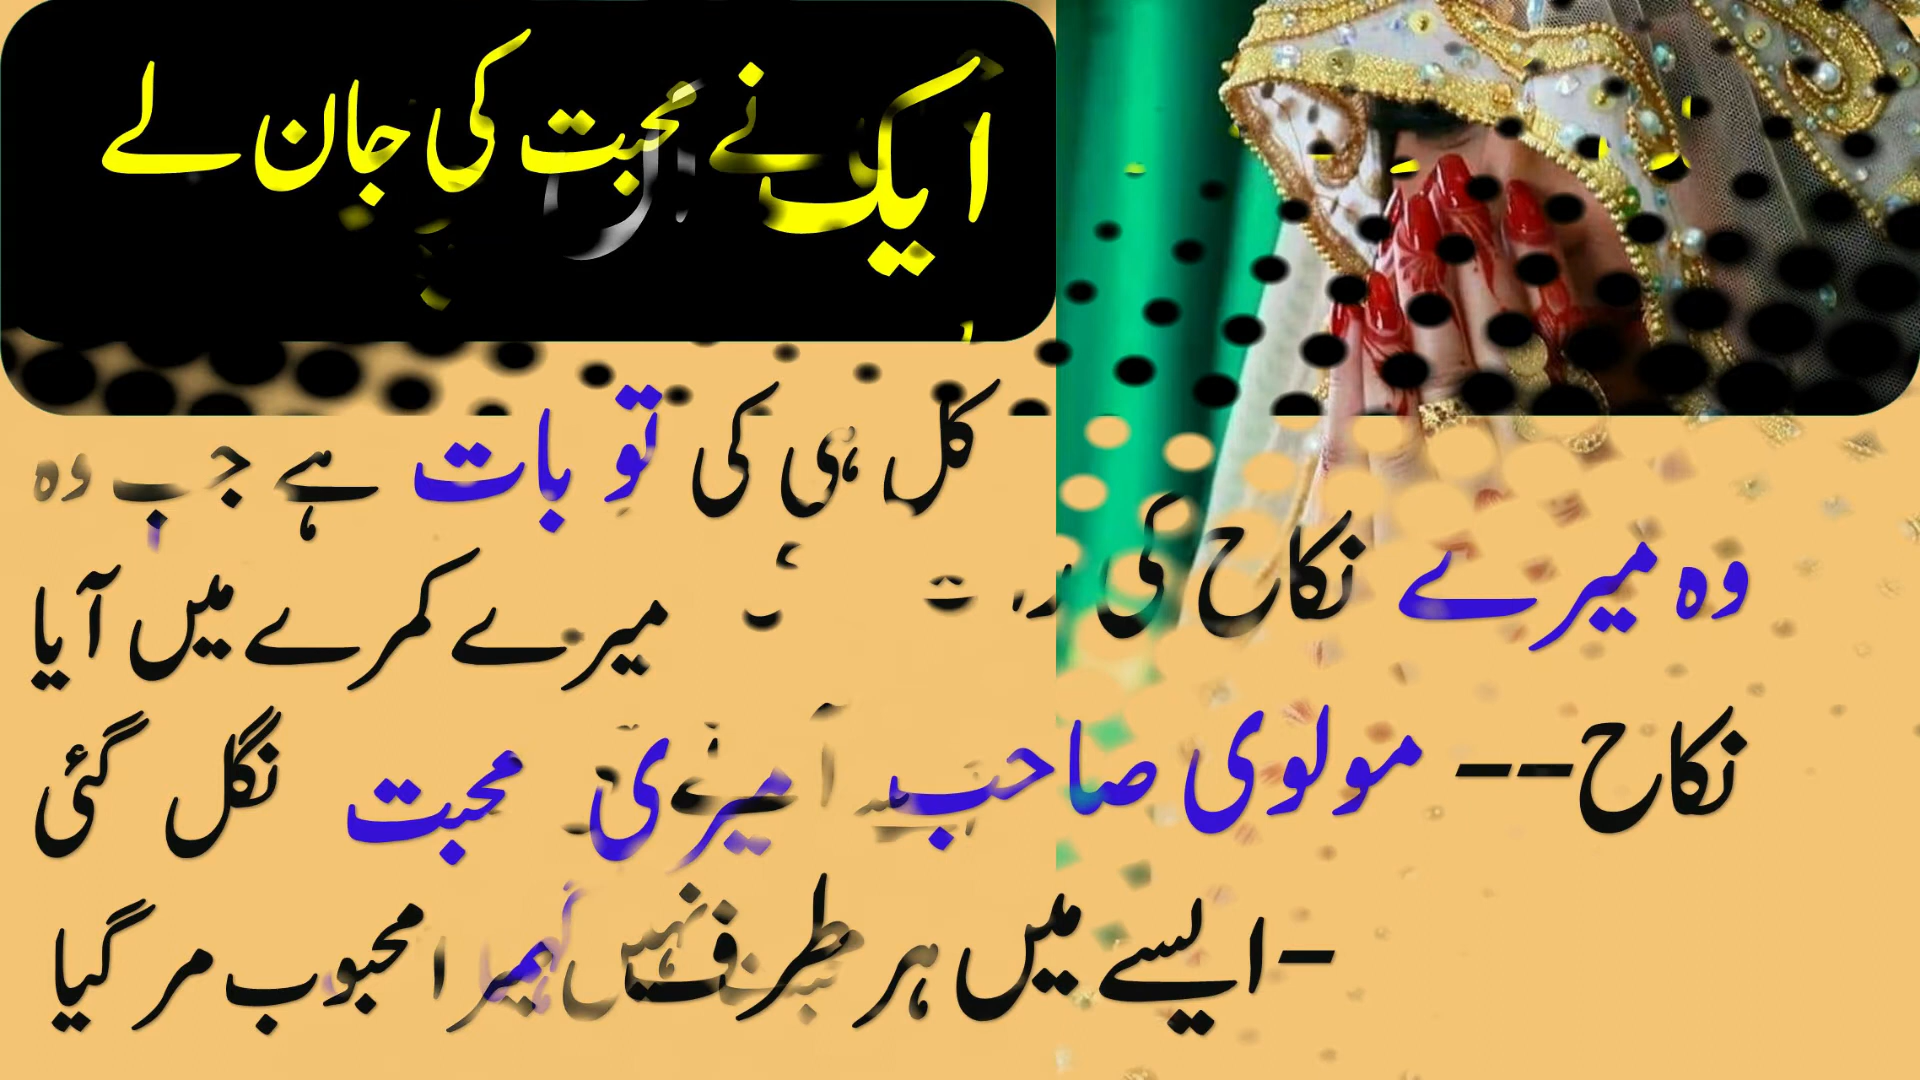 ایک نے محبت کی جان لے
کل ہی کی تو بات ہے جب وہ
وہ میرے نکاح کی
میرے کمرے میں آیا
نکاح-- مولوی صاحب میری محبت نگل گئی
-ایسے میں ہر طرف میرا محبوب مر گیا